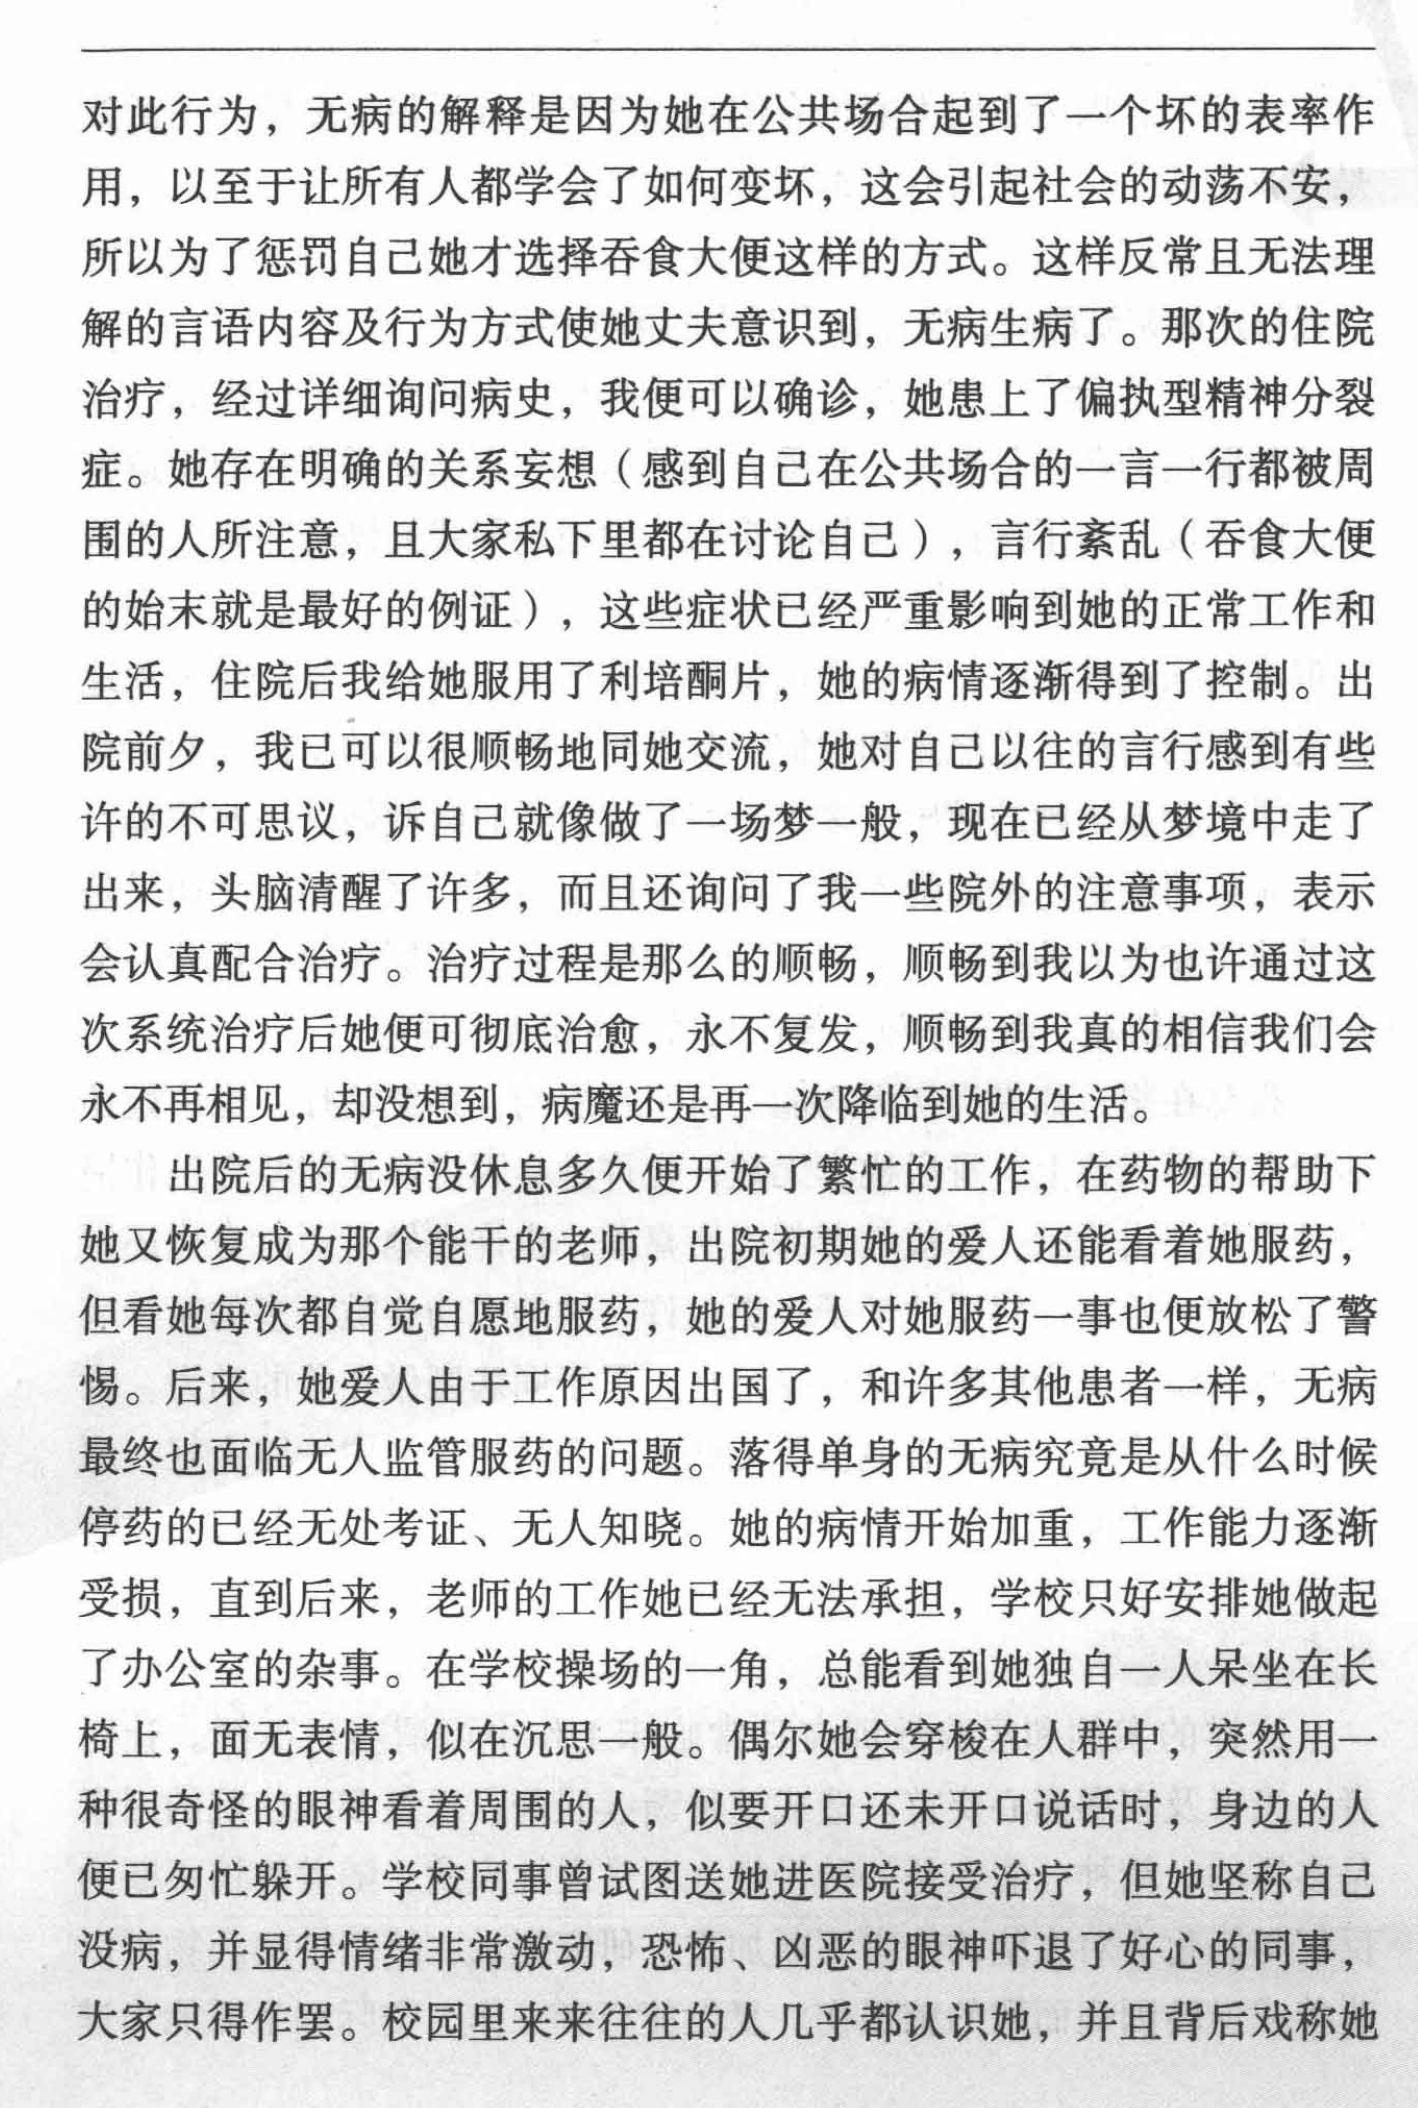 对此行为，无病的解释是因为她在公共场合起到了一个坏的表率作
用，以至于让所有人都学会了如何变坏，这会引起社会的动荡不安，
所以为了惩罚自己她才选择吞食大便这样的方式。这样反常且无法理
解的言语内容及行为方式使她丈夫意识到，无病生病了。那次的住院
治疗，经过详细询问病史，我便可以确诊，她患上了偏执型精神分裂
症。她存在明确的关系妄想（感到自己在公共场合的一言一行都被周
围的人所注意，且大家私下里都在讨论自己），言行紊乱（吞食大便
的始末就是最好的例证），这些症状已经严重影响到她的正常工作和
生活，住院后我给她服用了利培酮片，她的病情逐渐得到了控制。出
院前夕，我已可以很顺畅地同她交流，她对自己以往的言行感到有些
许的不可思议，诉自己就像做了一场梦一般，现在已经从梦境中走了
出来，头脑清醒了许多，而且还询问了我一些院外的注意事项，表示
会认真配合治疗。治疗过程是那么的顺畅，顺畅到我以为也许通过这
次系统治疗后她便可彻底治愈，永不复发，顺畅到我真的相信我们会
永不再相见，却没想到，病魔还是再一次降临到她的生活。
出院后的无病没休息多久便开始了繁忙的工作，在药物的帮助下
她又恢复成为那个能干的老师，出院初期她的爱人还能看着她服药，
但看她每次都自觉自愿地服药，她的爱人对她服药一事也便放松了警
惕。后来，她爱人由于工作原因出国了，和许多其他患者一样，无病
最终也面临无人监管服药的问题。落得单身的无病究竟是从什么时候
停药的已经无处考证、无人知晓。她的病情开始加重，工作能力逐渐
受损，直到后来，老师的工作她已经无法承担，学校只好安排她做起
了办公室的杂事。在学校操场的一角，总能看到她独自一人呆坐在长
椅上，面无表情，似在沉思一般。偶尔她会穿梭在人群中，突然用一
种很奇怪的眼神看着周围的人，似要开口还未开口说话时，身边的人
便已匆忙躲开。学校同事曾试图送她进医院接受治疗，但她坚称自己
没病，并显得情绪非常激动，恐怖、凶恶的眼神吓退了好心的同事，
大家只得作罢。校园里来来往往的人几乎都认识她，并且背后戏称她